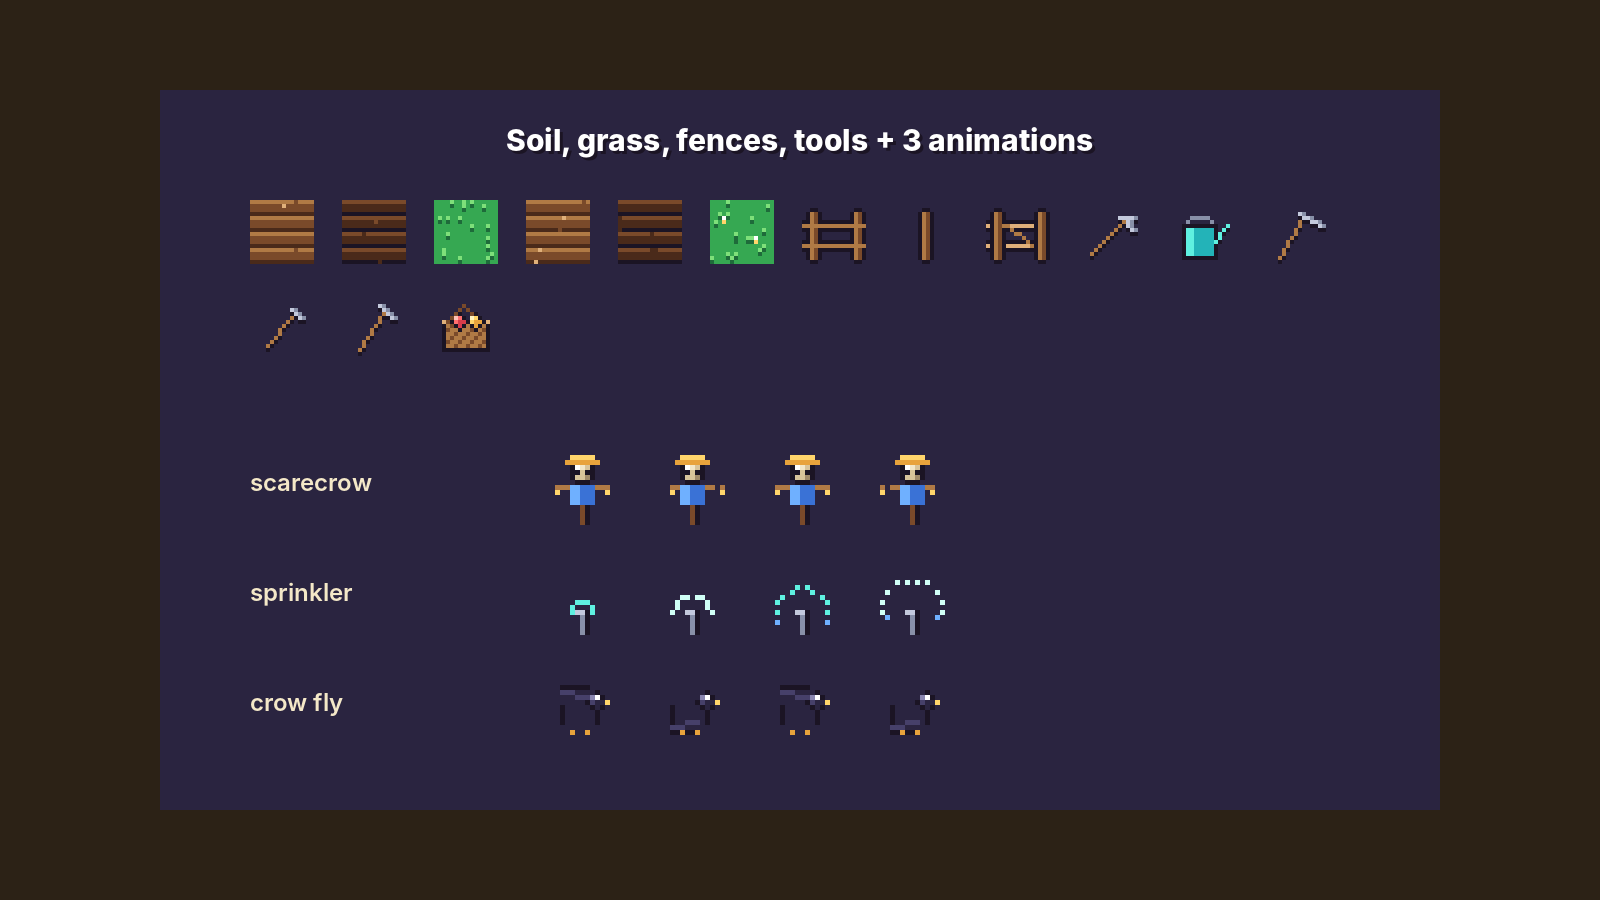 Soil, grass, fences, tools + 3 animations
scarecrow
sprinkler
crow fly